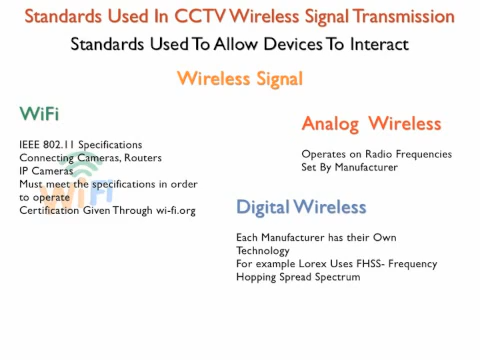 Standards Used In CCTV Wireless Signal Transmission
Standards Used To Allow Devices To Interact
Wireless Signal
WiFi
IEEE 802.11 Specifications
Connecting Cameras, Routers
IP Cameras
Must meet the specifications in order
to operate
Certification Given Through wi-fi.org
WiFi
Analog Wireless
Operates on Radio Frequencies
Set By Manufacturer
Digital Wireless
Each Manufacturer has their Own
Technology
For example Lorex Uses FHSS- Frequency
Hopping Spread Spectrum